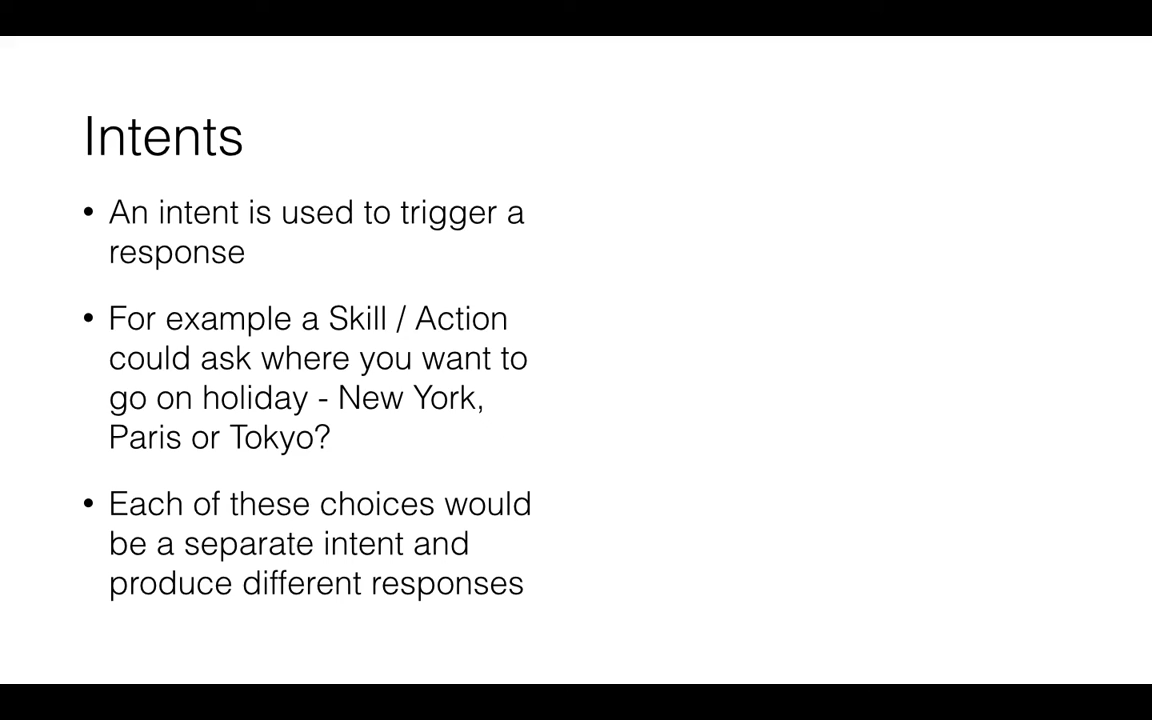 Intents
• An intent is used to trigger a
response
• For example a Skill / Action
could ask where you want to
go on holiday - New York,
Paris or Tokyo?
• Each of these choices would
be a separate intent and
produce different responses